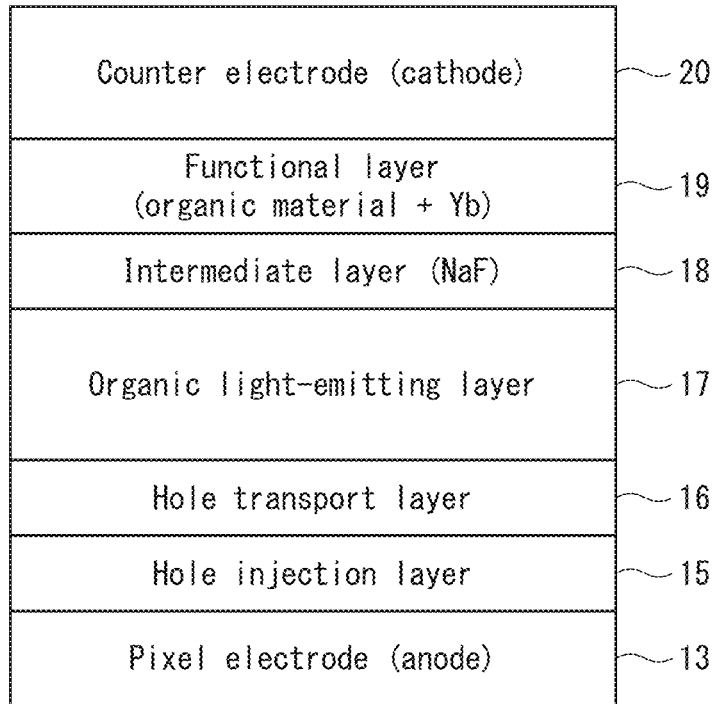 Counter electrode (cathode) 20
Functional layer
(organic material + Yb) 19
Intermediate layer (NaF) 18
Organic light-emitting layer 17
Hole transport layer 16
Hole injection layer 15
Pixel electrode (anode) 13